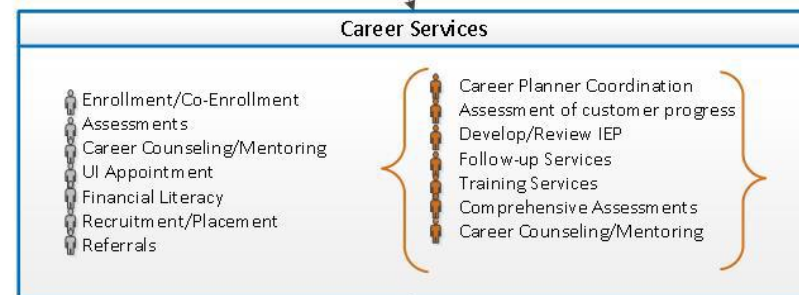 Career Services
Enrollment/Co-Enrollment
Assessments
Career Counseling/Mentoring
UI Appointment
Financial Literacy
Recruitment/Placement
Referrals
Career Planner Coordination
Assessment of customer progress
Develop/Review IEP
Follow-up Services
Training Services
Comprehensive Assessments
Career Counseling/Mentoring